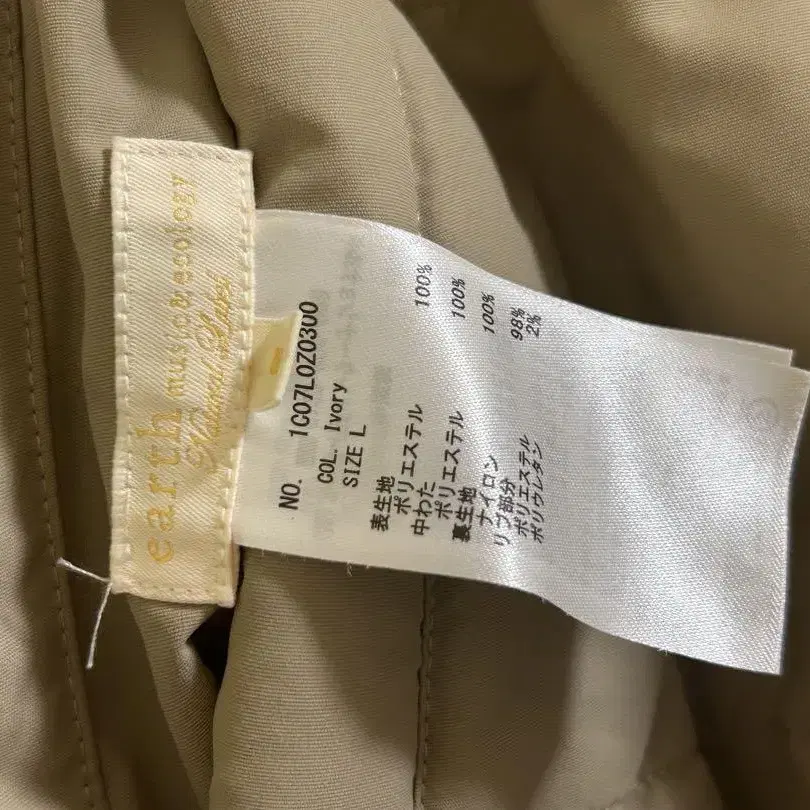 earth music & ecology
Natural Label
NO. 1C07L0Z0300
COL. Ivory
SIZE L
表生地
ポリエステル 100%
中わた
ポリエステル 100%
裏生地
ナイロン 100%
リブ部分
ポリエステル 98%
ポリウレタン 2%